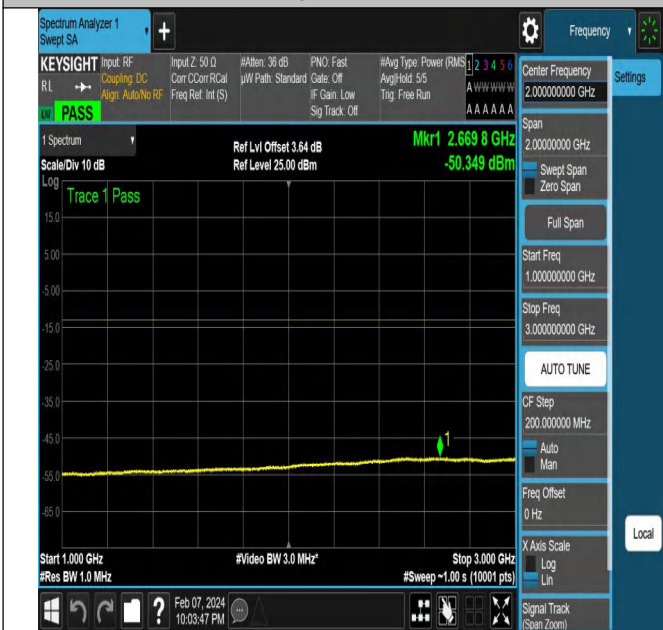 Spectrum Analyzer 1
Swept SA
+
Frequency
KEYSIGHT
RL
LXI PASS
Input: RF
Coupling: DC
Align: Auto/No RF
Input Z: 50 Ω
Corr CCorr RCal
Freq Ref: Int (S)
#Atten: 36 dB
µW Path: Standard
PNO: Fast
Gate: Off
IF Gain: Low
Sig Track: Off
#Avg Type: Power (RMS
Avg|Hold: 5/5
Trig: Free Run
1 2 3 4 5 6
A W W W W W
A A A A A A
1 Spectrum
Scale/Div 10 dB
Ref Lvl Offset 3.64 dB
Ref Level 25.00 dBm
Mkr1 2.669 8 GHz
-50.349 dBm
Log
Trace 1 Pass
15.0
5.00
-5.00
-15.0
-25.0
-35.0
-45.0
-55.0
-65.0
1
Start 1.000 GHz
#Res BW 1.0 MHz
#Video BW 3.0 MHz*
Stop 3.000 GHz
#Sweep ~1.00 s (10001 pts)
?
Feb 07, 2024
10:03:47 PM
Center Frequency
2.000000000 GHz
Settings
Span
2.00000000 GHz
Swept Span
Zero Span
Full Span
Start Freq
1.000000000 GHz
Stop Freq
3.000000000 GHz
AUTO TUNE
CF Step
200.000000 MHz
Auto
Man
Freq Offset
0 Hz
Local
X Axis Scale
Log
Lin
Signal Track
(Span Zoom)